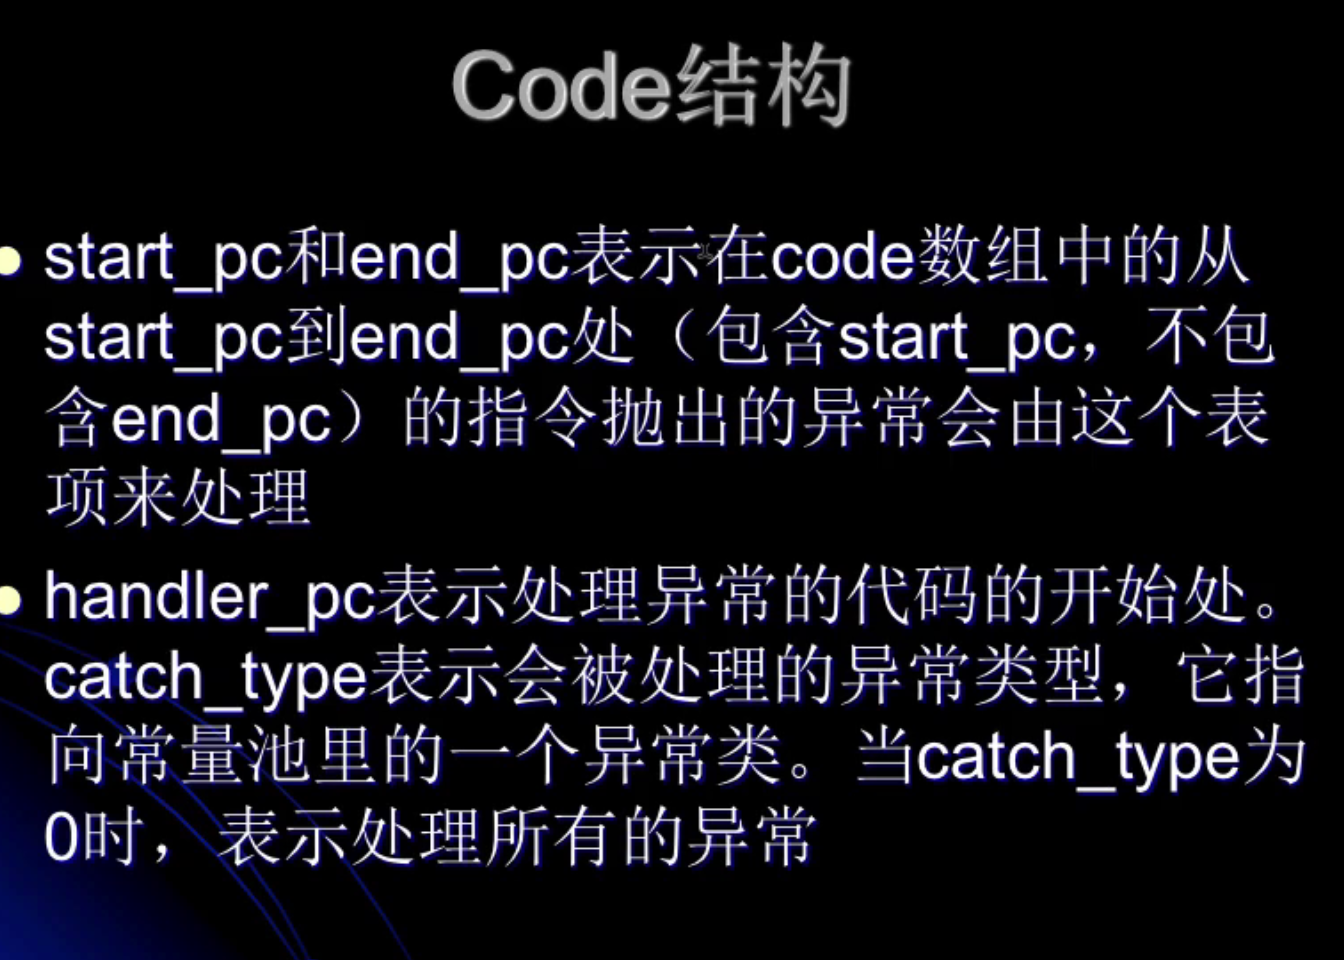 Code结构
start_pc和end_pc表示在code数组中的从
start_pc到end_pc处（包含start_pc，不包
含end_pc）的指令抛出的异常会由这个表
项来处理
handler_pc表示处理异常的代码的开始处。
catch_type表示会被处理的异常类型，它指
向常量池里的一个异常类。当catch_type为
0时，表示处理所有的异常